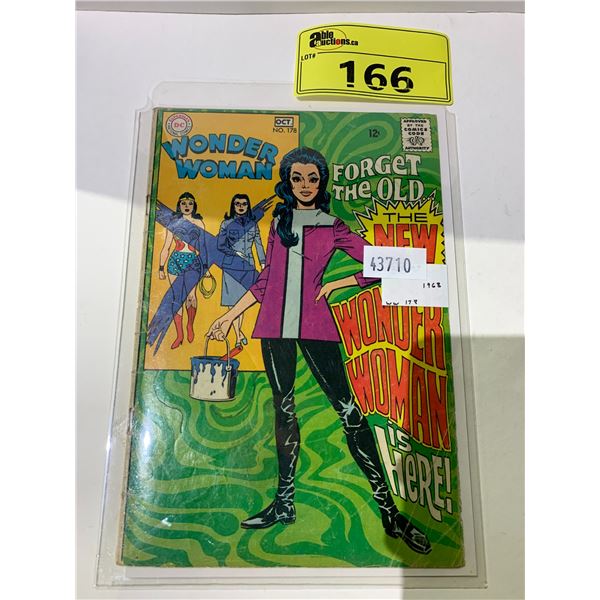 able
auctions.ca
LOT#
166
DC
OCT.
NO. 178
12¢
APPROVED
BY THE
COMICS
CODE
AUTHORITY
WONDER
WOMAN
FORGET
THE OLD...
THE
NEW
43710
1968
178
WONDER
WOMAN
IS
HERE!